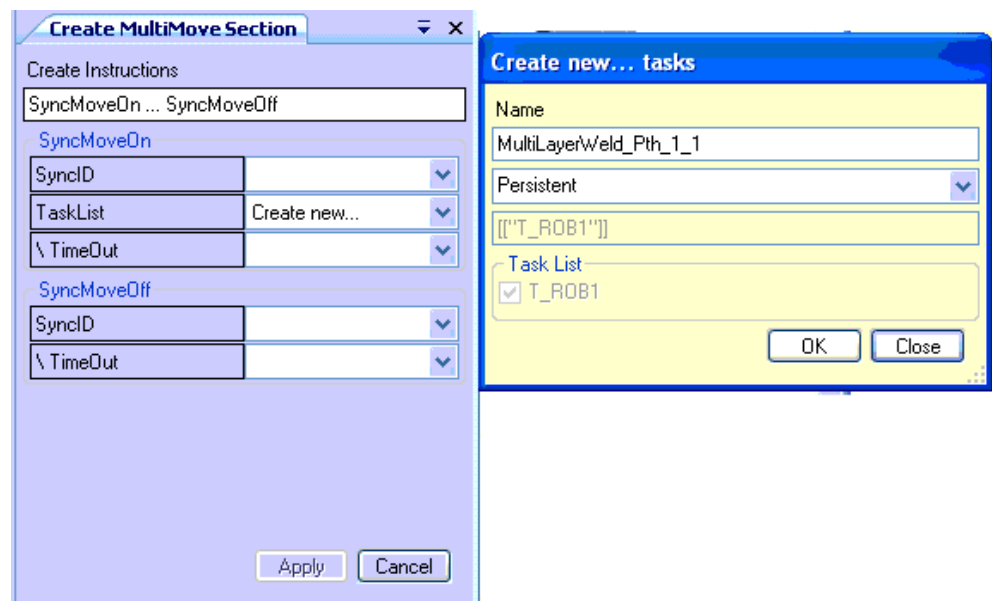 Create MultiMove Section
Create Instructions
SyncMoveOn ... SyncMoveOff
SyncMoveOn
SyncID
TaskList Create new...
\ TimeOut
SyncMoveOff
SyncID
\ TimeOut
Apply Cancel
Create new... tasks
Name
MultiLayerWeld_Pth_1_1
Persistent
[["T_ROB1"]]
Task List
T_ROB1
OK Close